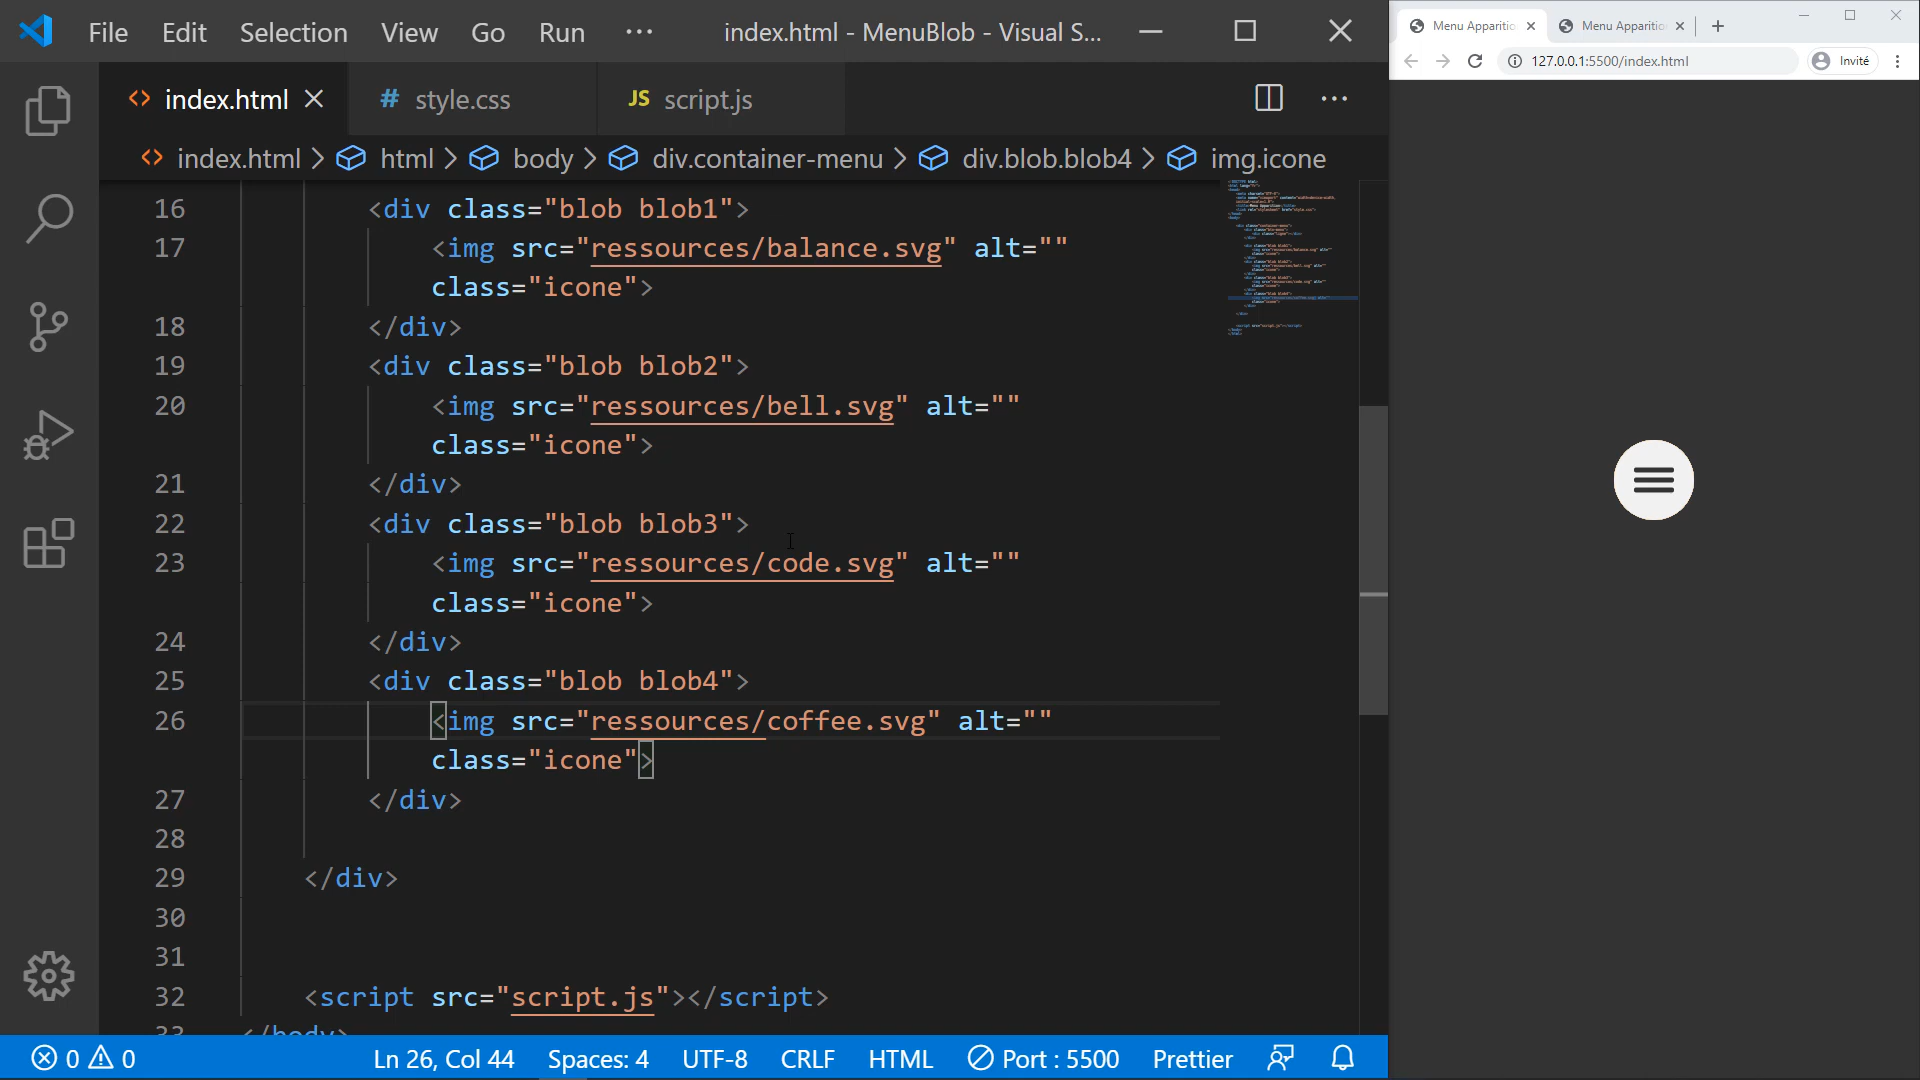 File Edit Selection View Go Run ··· index.html - MenuBlob - Visual S...
index.html # style.css JS script.js ···
index.html > html > body > div.container-menu > div.blob.blob4 > img.icone
16 <div class="blob blob1">
17 <img src="ressources/balance.svg" alt=""
class="icone">
18 </div>
19 <div class="blob blob2">
20 <img src="ressources/bell.svg" alt=""
class="icone">
21 </div>
22 <div class="blob blob3">
23 <img src="ressources/code.svg" alt=""
class="icone">
24 </div>
25 <div class="blob blob4">
26 <img src="ressources/coffee.svg" alt=""
class="icone">
27 </div>
28
29 </div>
30
31
32 <script src="script.js"></script>
33 </body>
0 0 Ln 26, Col 44 Spaces: 4 UTF-8 CRLF HTML Port : 5500 Prettier
Menu Apparitio Menu Apparitio
127.0.0.1:5500/index.html Invité